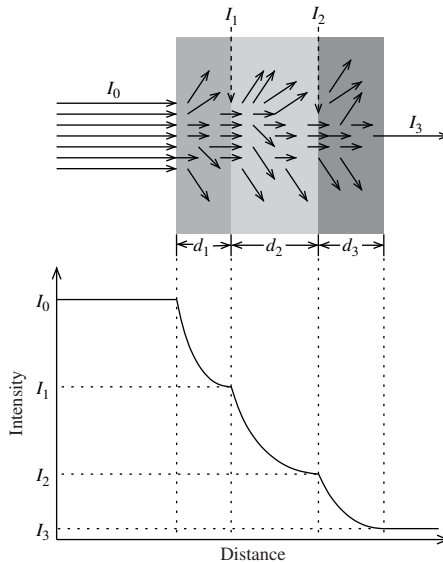 I₁ I₂
I₀
I₃
d₁ d₂ d₃
I₀
I₁
I₂
I₃
Intensity
Distance